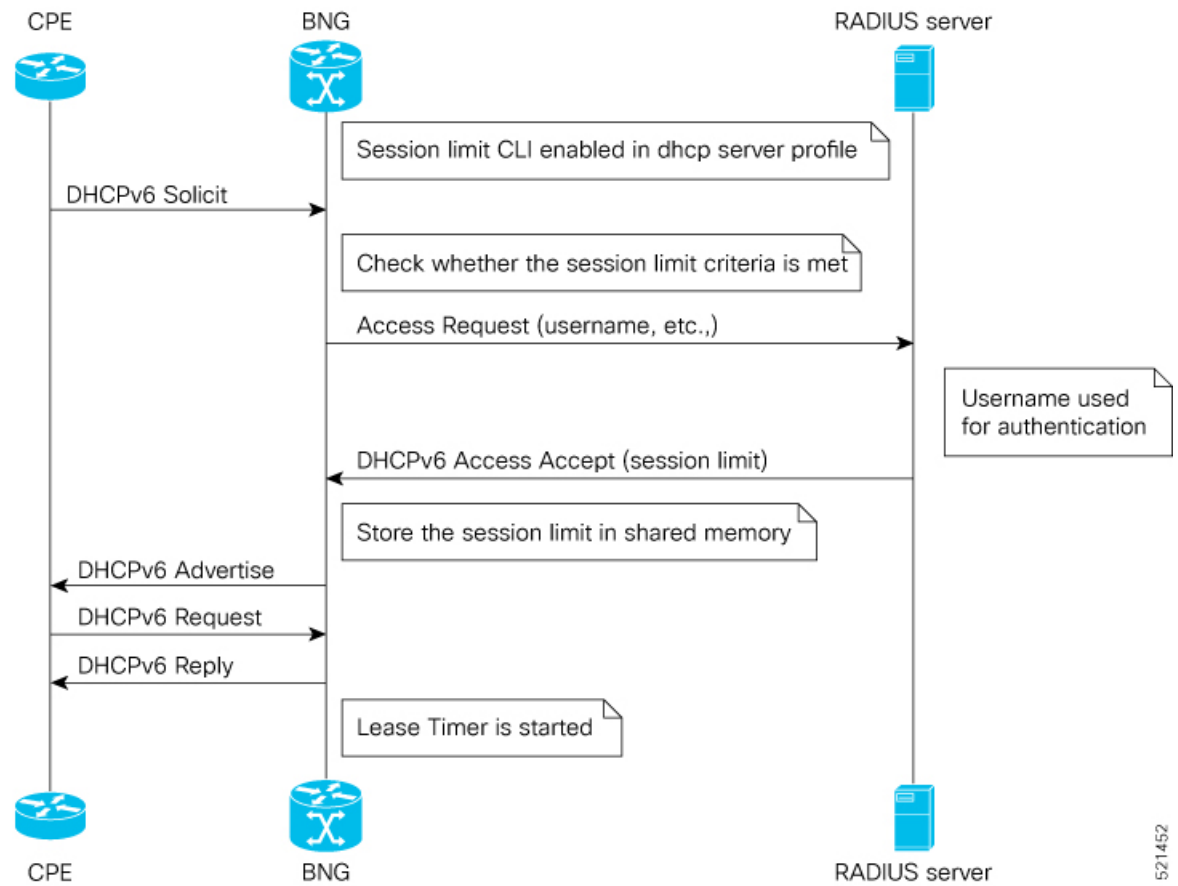 CPE
BNG
RADIUS server
Session limit CLI enabled in dhcp server profile
DHCPv6 Solicit
Check whether the session limit criteria is met
Access Request (username, etc.,)
Username used
for authentication
DHCPv6 Access Accept (session limit)
Store the session limit in shared memory
DHCPv6 Advertise
DHCPv6 Request
DHCPv6 Reply
Lease Timer is started
CPE
BNG
RADIUS server
521452